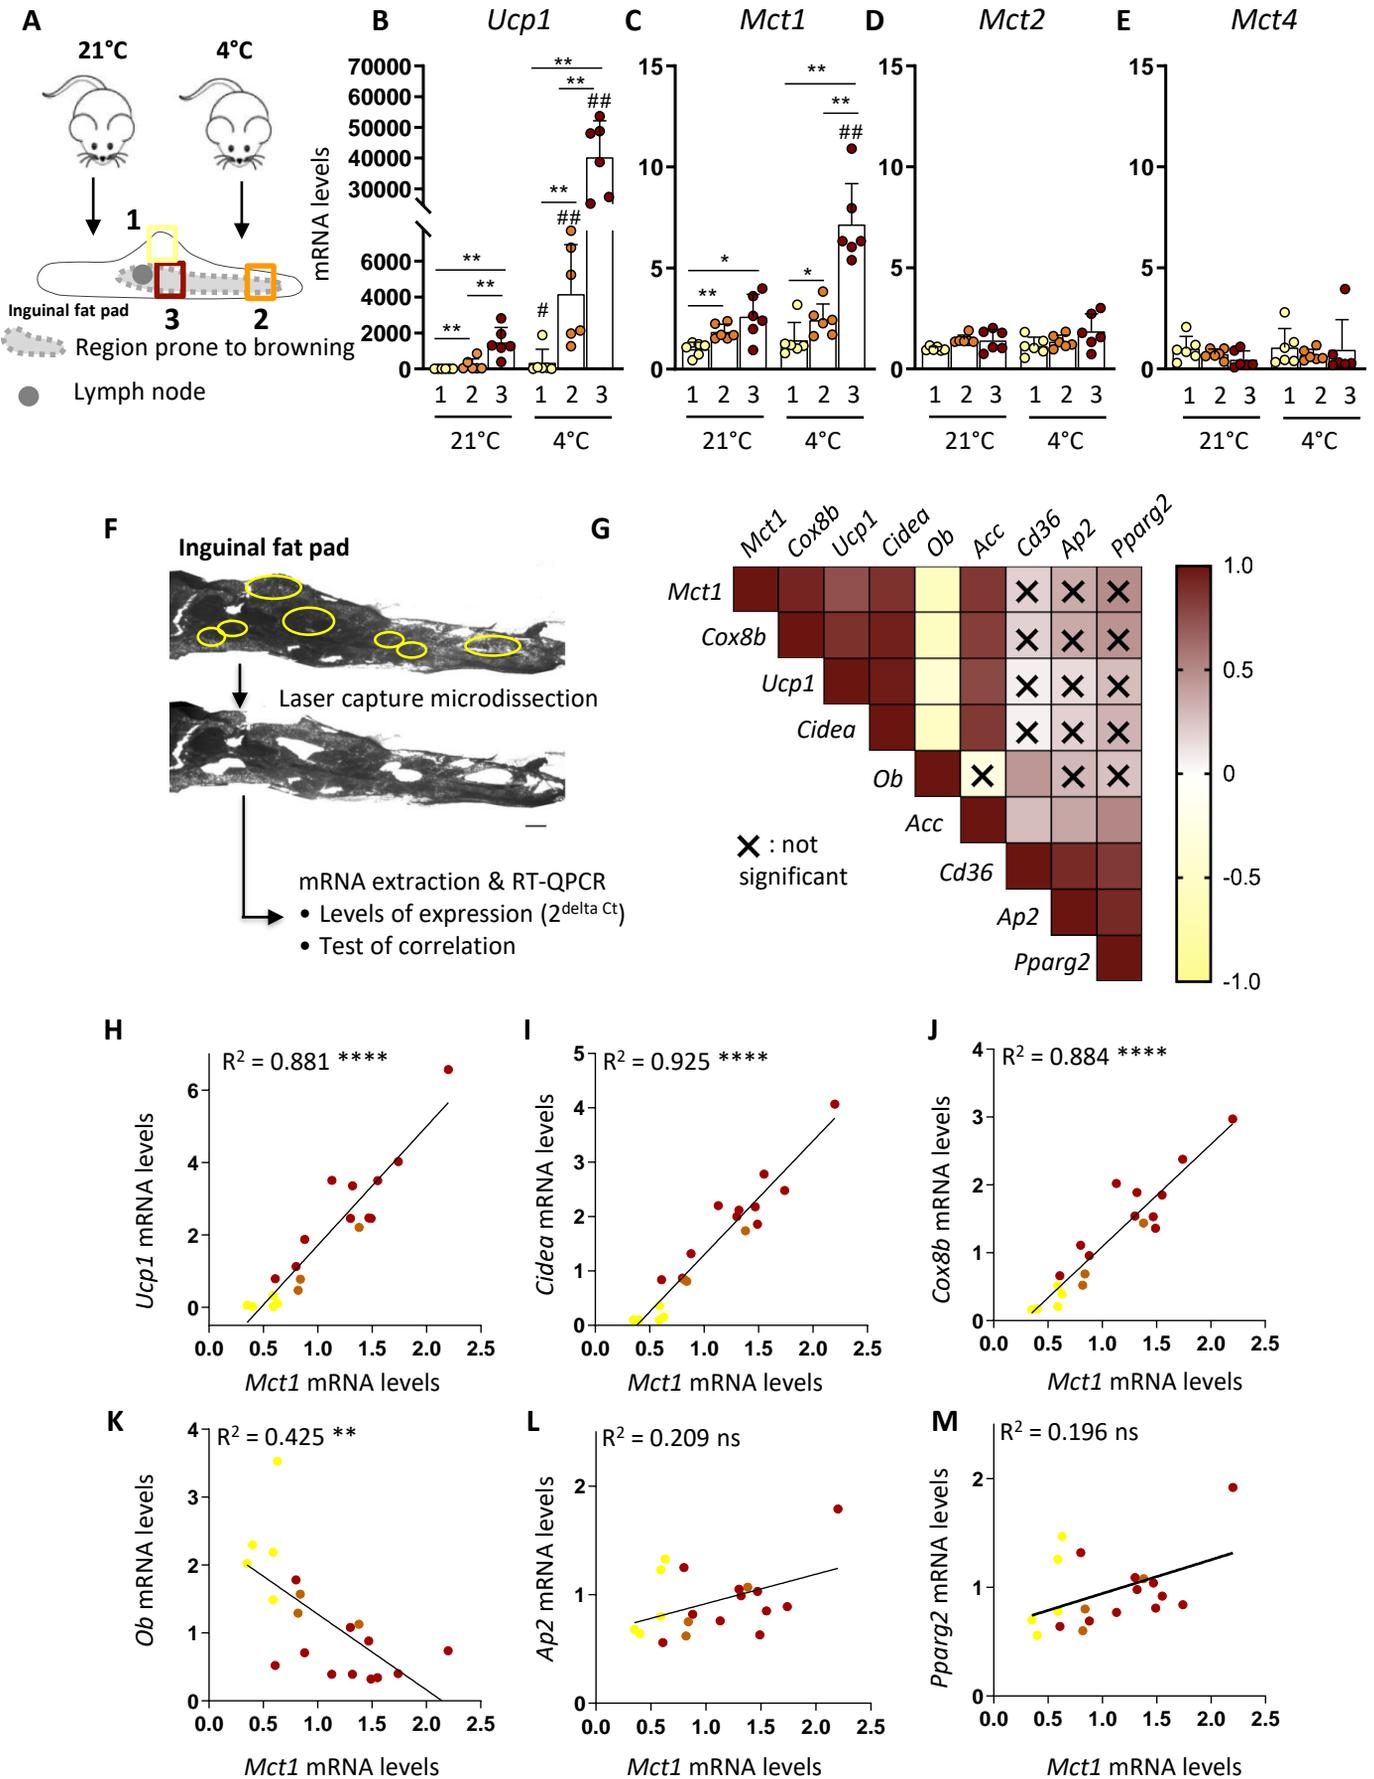 A
21°C
4°C
1
3
2
Inguinal fat pad
Region prone to browning
Lymph node
B
Ucp1
mRNA levels
70000
60000
50000
40000
30000
6000
4000
2000
0
**
**
##
**
##
**
**
**
#
1 2 3 1 2 3
21°C 4°C
C
Mct1
15
10
5
0
**
**
##
*
**
*
1 2 3 1 2 3
21°C 4°C
D
Mct2
15
10
5
0
1 2 3 1 2 3
21°C 4°C
E
Mct4
15
10
5
0
1 2 3 1 2 3
21°C 4°C
F
Inguinal fat pad
Laser capture microdissection
mRNA extraction & RT-QPCR
• Levels of expression (2^delta Ct)
• Test of correlation
G
Mct1 Cox8b Ucp1 Cidea Ob Acc Cd36 Ap2 Pparg2
Mct1
Cox8b
Ucp1
Cidea
Ob
Acc
Cd36
Ap2
Pparg2
✕ : not
significant
1.0
0.5
0
-0.5
-1.0
H
R² = 0.881 ****
Ucp1 mRNA levels
6
4
2
0
0.0 0.5 1.0 1.5 2.0 2.5
Mct1 mRNA levels
I
R² = 0.925 ****
Cidea mRNA levels
5
4
3
2
1
0
0.0 0.5 1.0 1.5 2.0 2.5
Mct1 mRNA levels
J
R² = 0.884 ****
Cox8b mRNA levels
4
3
2
1
0
0.0 0.5 1.0 1.5 2.0 2.5
Mct1 mRNA levels
K
R² = 0.425 **
Ob mRNA levels
4
3
2
1
0
0.0 0.5 1.0 1.5 2.0 2.5
Mct1 mRNA levels
L
R² = 0.209 ns
Ap2 mRNA levels
2
1
0
0.0 0.5 1.0 1.5 2.0 2.5
Mct1 mRNA levels
M
R² = 0.196 ns
Pparg2 mRNA levels
2
1
0
0.0 0.5 1.0 1.5 2.0 2.5
Mct1 mRNA levels